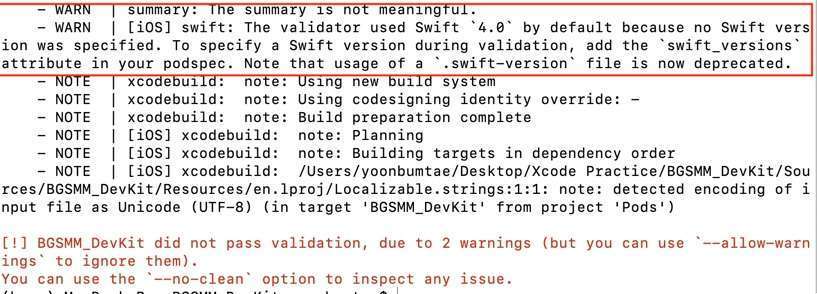 - WARN | summary: The summary is not meaningful.
- WARN | [iOS] swift: The validator used Swift `4.0` by default because no Swift vers
ion was specified. To specify a Swift version during validation, add the `swift_versions`
attribute in your podspec. Note that usage of a `.swift-version` file is now deprecated.
- NOTE | xcodebuild:  note: Using new build system
- NOTE | xcodebuild:  note: Using codesigning identity override: -
- NOTE | xcodebuild:  note: Build preparation complete
- NOTE | [iOS] xcodebuild:  note: Planning
- NOTE | [iOS] xcodebuild:  note: Building targets in dependency order
- NOTE | [iOS] xcodebuild:  /Users/yoonbumtae/Desktop/Xcode Practice/BGSMM_DevKit/Sou
rces/BGSMM_DevKit/Resources/en.lproj/Localizable.strings:1:1: note: detected encoding of i
nput file as Unicode (UTF-8) (in target 'BGSMM_DevKit' from project 'Pods')
[!] BGSMM_DevKit did not pass validation, due to 2 warnings (but you can use `--allow-warn
ings` to ignore them).
You can use the `--no-clean` option to inspect any issue.